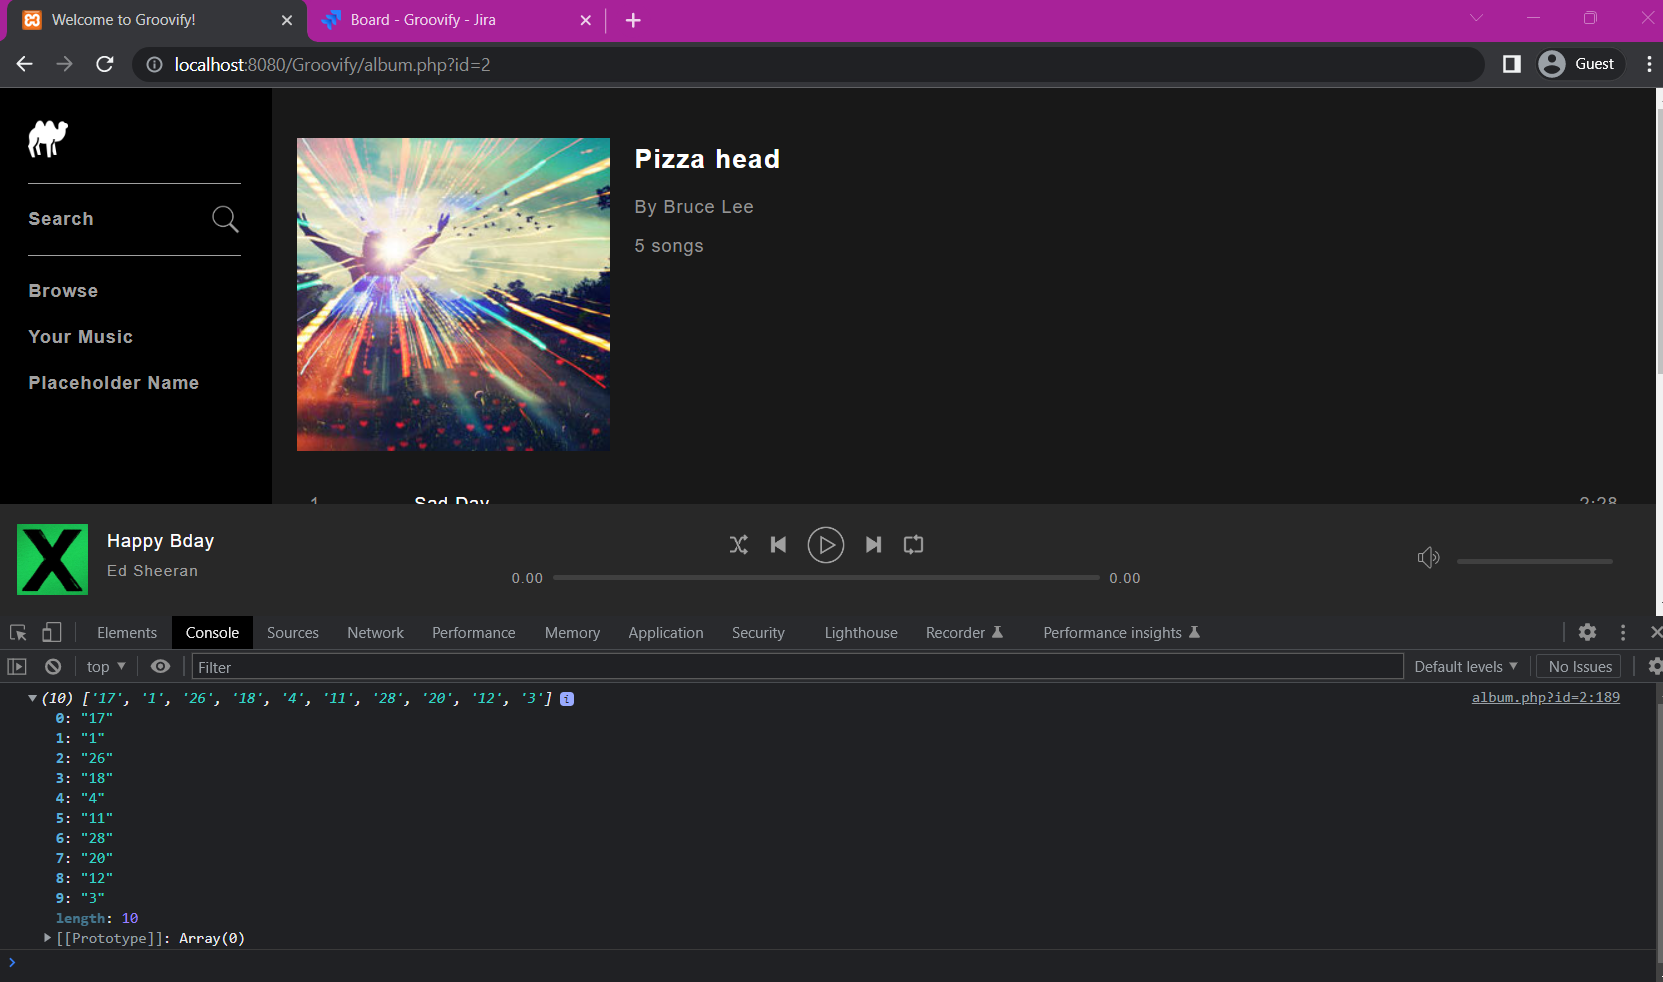 Welcome to Groovify!
Board - Groovify - Jira
localhost:8080/Groovify/album.php?id=2
Guest
Search
Browse
Your Music
Placeholder Name
Pizza head
By Bruce Lee
5 songs
1 Sad Day 2:28
Happy Bday
Ed Sheeran
X
0.00 0.00
Elements Console Sources Network Performance Memory Application Security Lighthouse Recorder Performance insights
top Filter Default levels No Issues
(10) ['17', '1', '26', '18', '4', '11', '28', '20', '12', '3'] i album.php?id=2:189
0: "17"
1: "1"
2: "26"
3: "18"
4: "4"
5: "11"
6: "28"
7: "20"
8: "12"
9: "3"
length: 10
[[Prototype]]: Array(0)